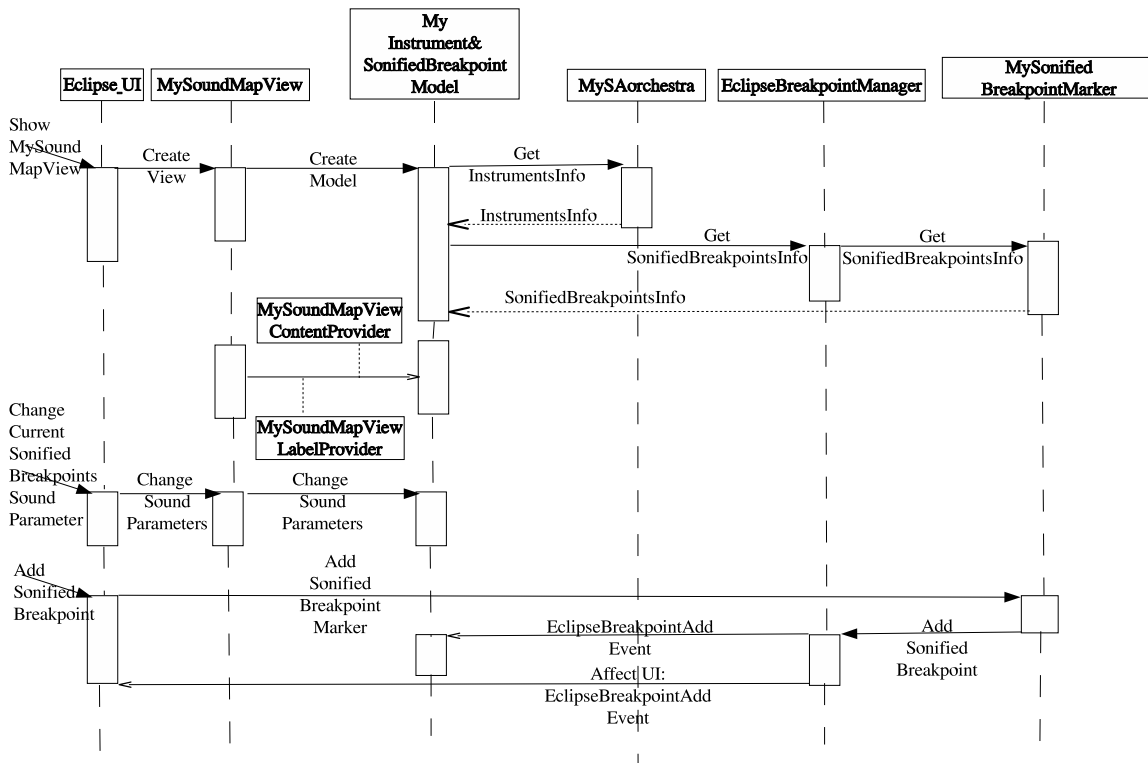 My
Instrument&
SonifiedBreakpoint
Model
Eclipse_UI
MySoundMapView
MySAorchestra
EclipseBreakpointManager
MySonified
BreakpointMarker
Show
MySound
MapView
Create
View
Create
Model
Get
InstrumentsInfo
InstrumentsInfo
Get
SonifiedBreakpointsInfo
Get
SonifiedBreakpointsInfo
SonifiedBreakpointsInfo
MySoundMapView
ContentProvider
MySoundMapView
LabelProvider
Change
Current
Sonified
Breakpoints
Sound
Parameter
Change
Sound
Parameters
Change
Sound
Parameters
Add
Sonified
Breakpoint
Add
Sonified
Breakpoint
Marker
EclipseBreakpointAdd
Event
Add
Sonified
Breakpoint
Affect UI:
EclipseBreakpointAdd
Event